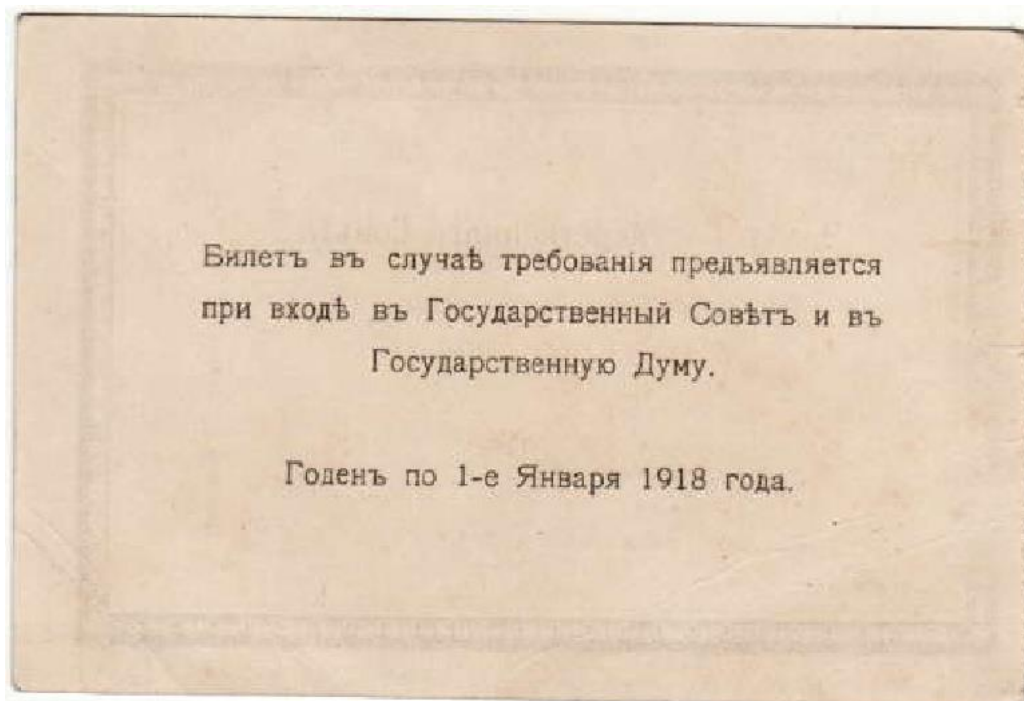 Билетъ въ случаѣ требованія предъявляется
при входѣ въ Государственный Совѣтъ и въ
Государственную Думу.
Годенъ по 1-е Января 1918 года.